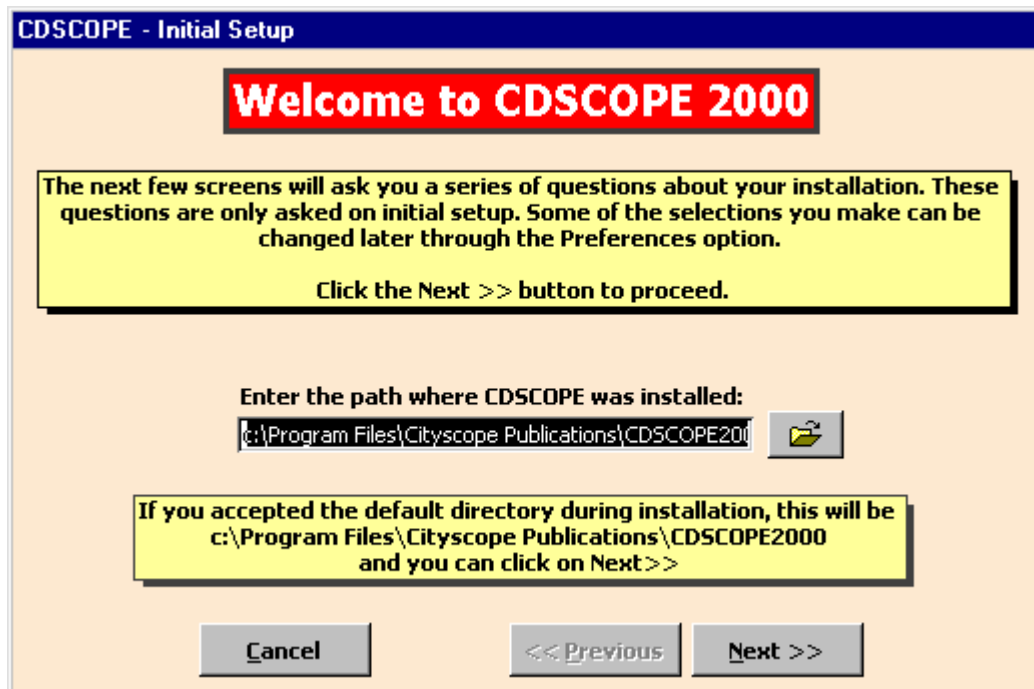 CDSCOPE - Initial Setup
Welcome to CDSCOPE 2000
The next few screens will ask you a series of questions about your installation. These
questions are only asked on initial setup. Some of the selections you make can be
changed later through the Preferences option.
Click the Next >> button to proceed.
Enter the path where CDSCOPE was installed:
c:\Program Files\Cityscope Publications\CDSCOPE200
If you accepted the default directory during installation, this will be
c:\Program Files\Cityscope Publications\CDSCOPE2000
and you can click on Next>>
Cancel << Previous Next >>